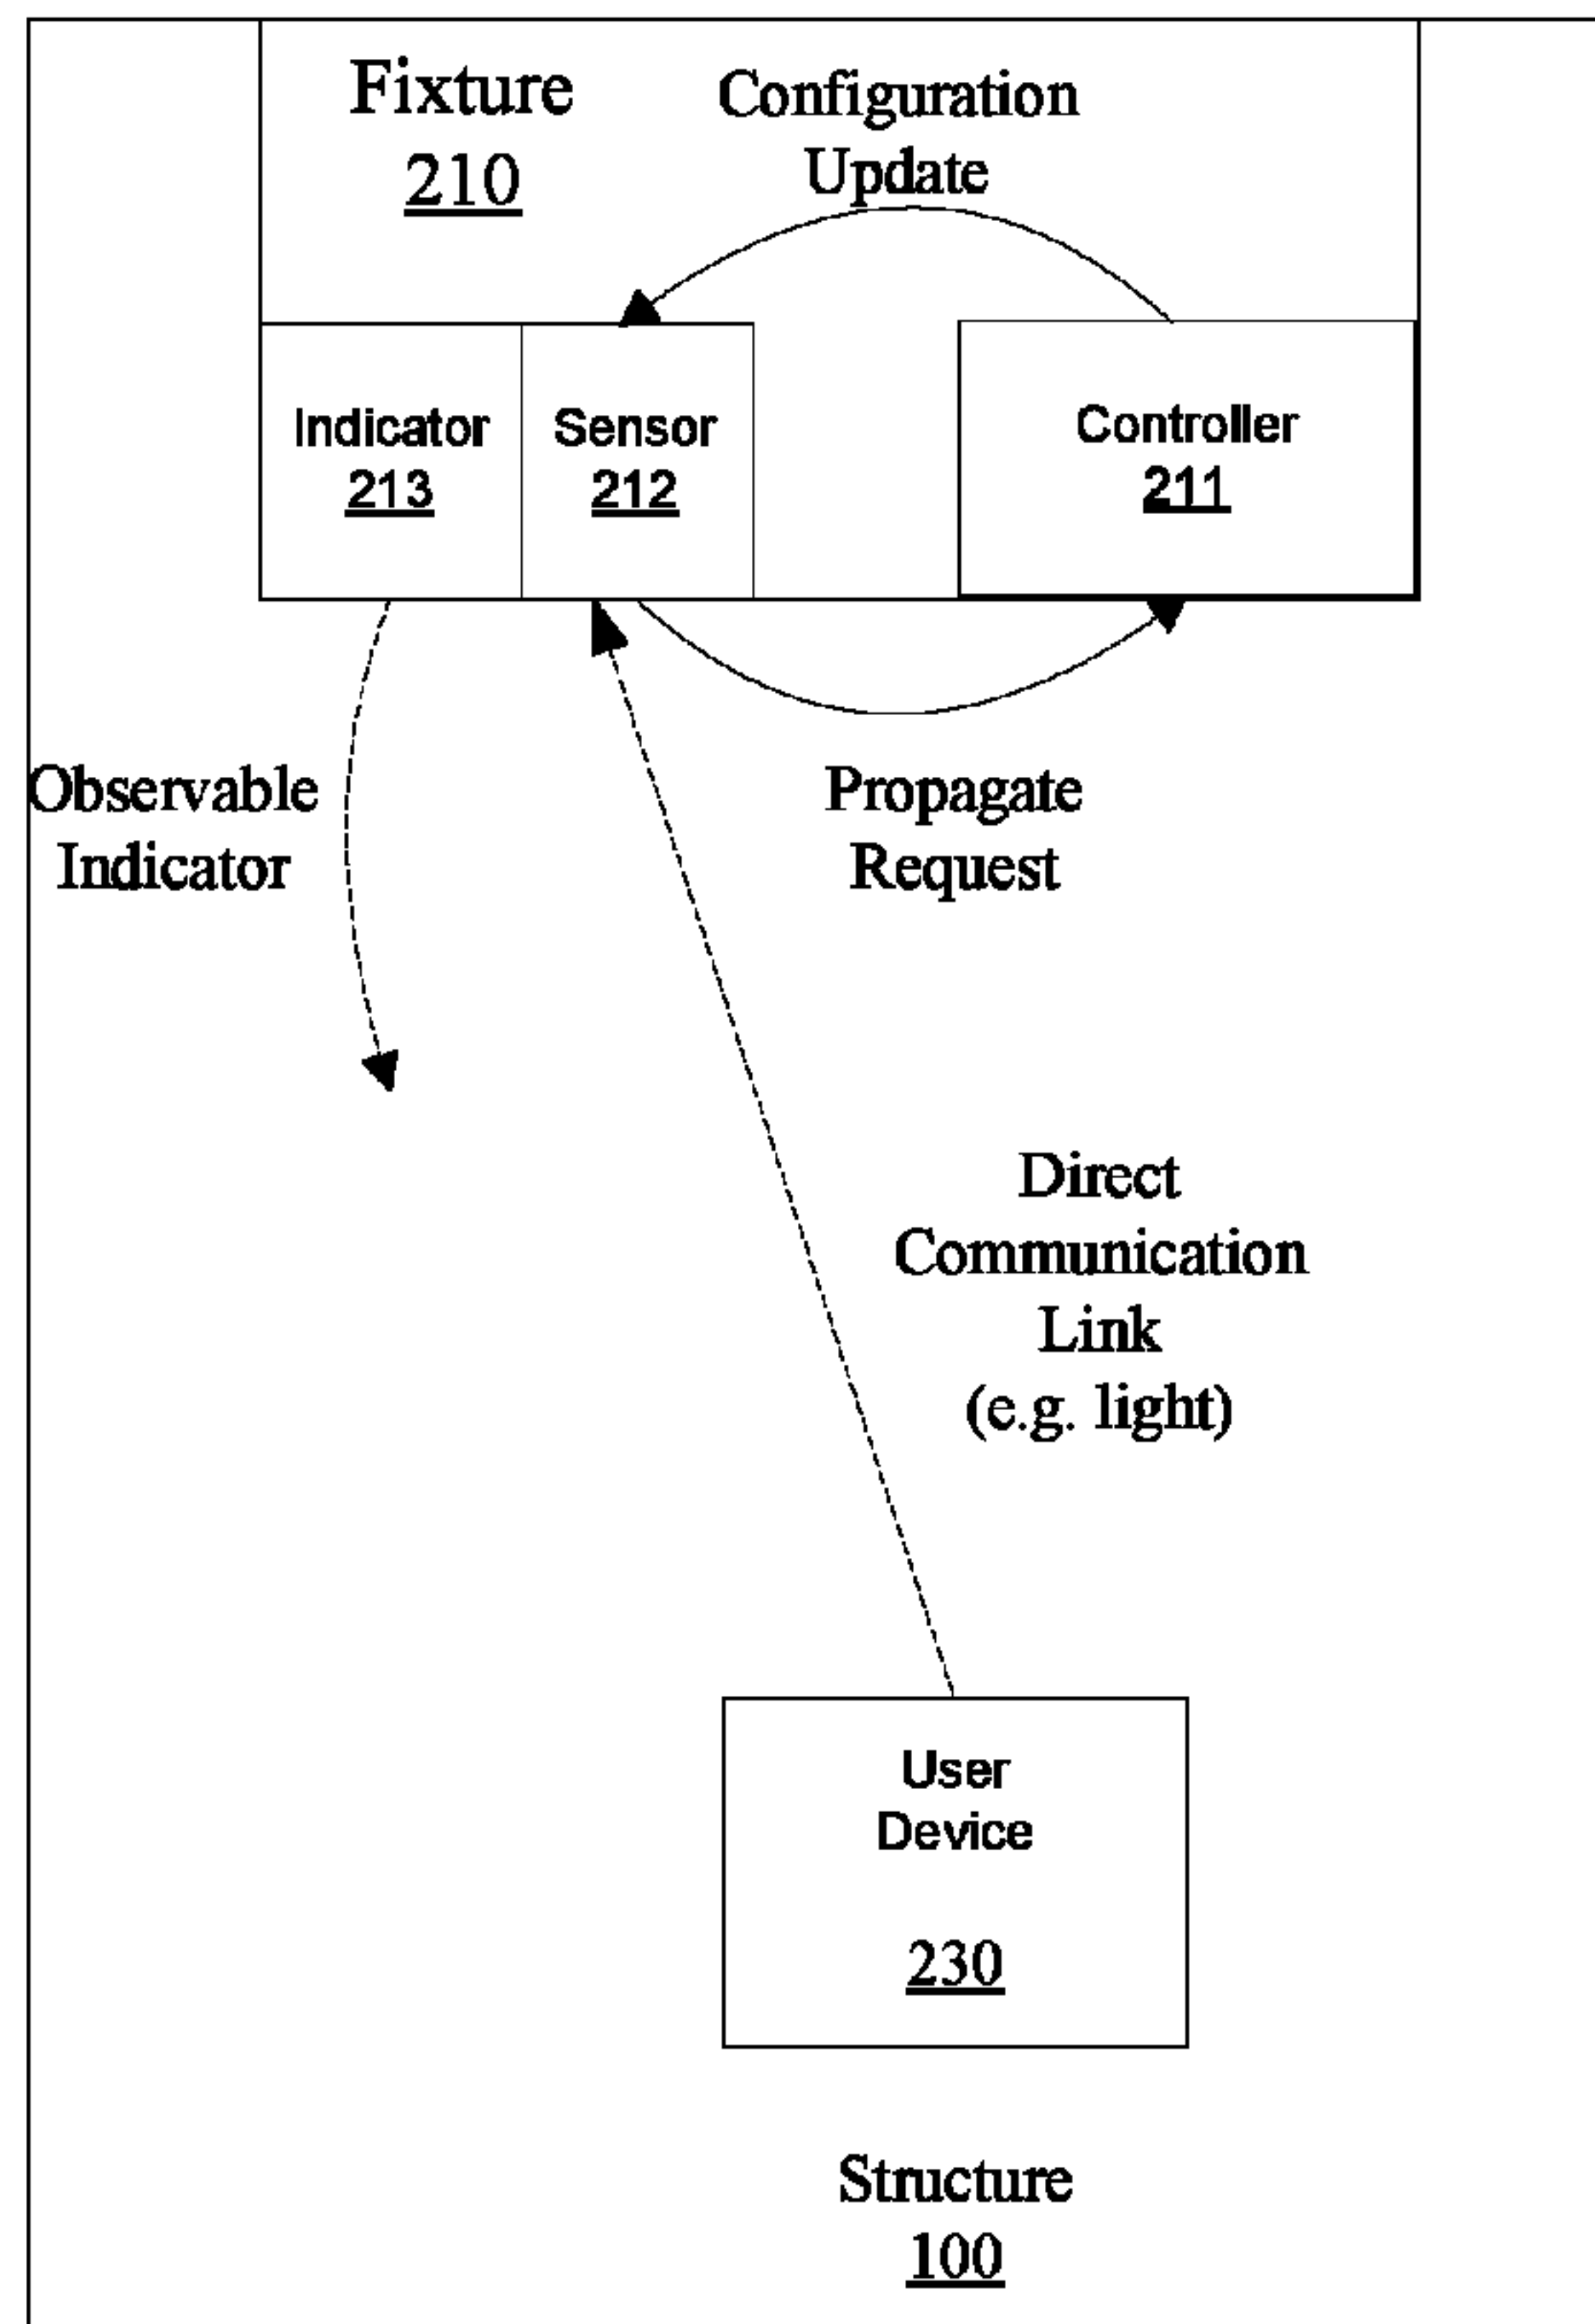 Fixture
210
Configuration
Update
Indicator
213
Sensor
212
Controller
211
Observable
Indicator
Propagate
Request
Direct
Communication
Link
(e.g. light)
User
Device
230
Structure
100